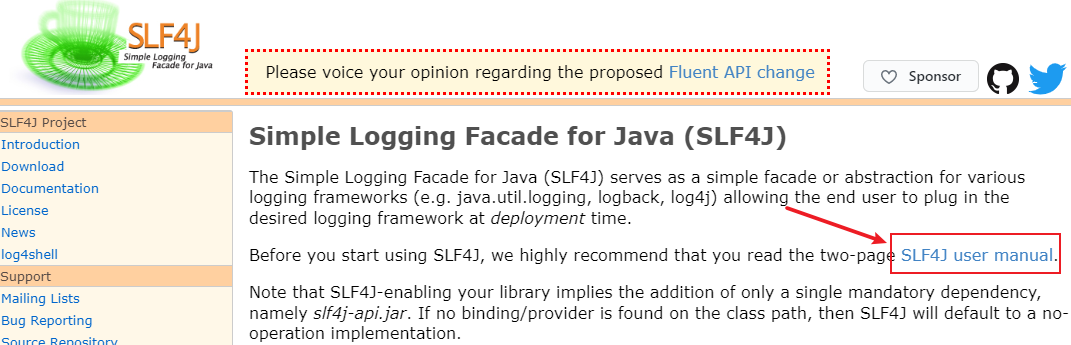 SLF4J
Simple Logging
Facade for Java
Please voice your opinion regarding the proposed Fluent API change
Sponsor
SLF4J Project
Introduction
Download
Documentation
License
News
log4shell
Support
Mailing Lists
Bug Reporting
Source Repository
Simple Logging Facade for Java (SLF4J)
The Simple Logging Facade for Java (SLF4J) serves as a simple facade or abstraction for various
logging frameworks (e.g. java.util.logging, logback, log4j) allowing the end user to plug in the
desired logging framework at deployment time.
Before you start using SLF4J, we highly recommend that you read the two-page SLF4J user manual.
Note that SLF4J-enabling your library implies the addition of only a single mandatory dependency,
namely slf4j-api.jar. If no binding/provider is found on the class path, then SLF4J will default to a no-
operation implementation.